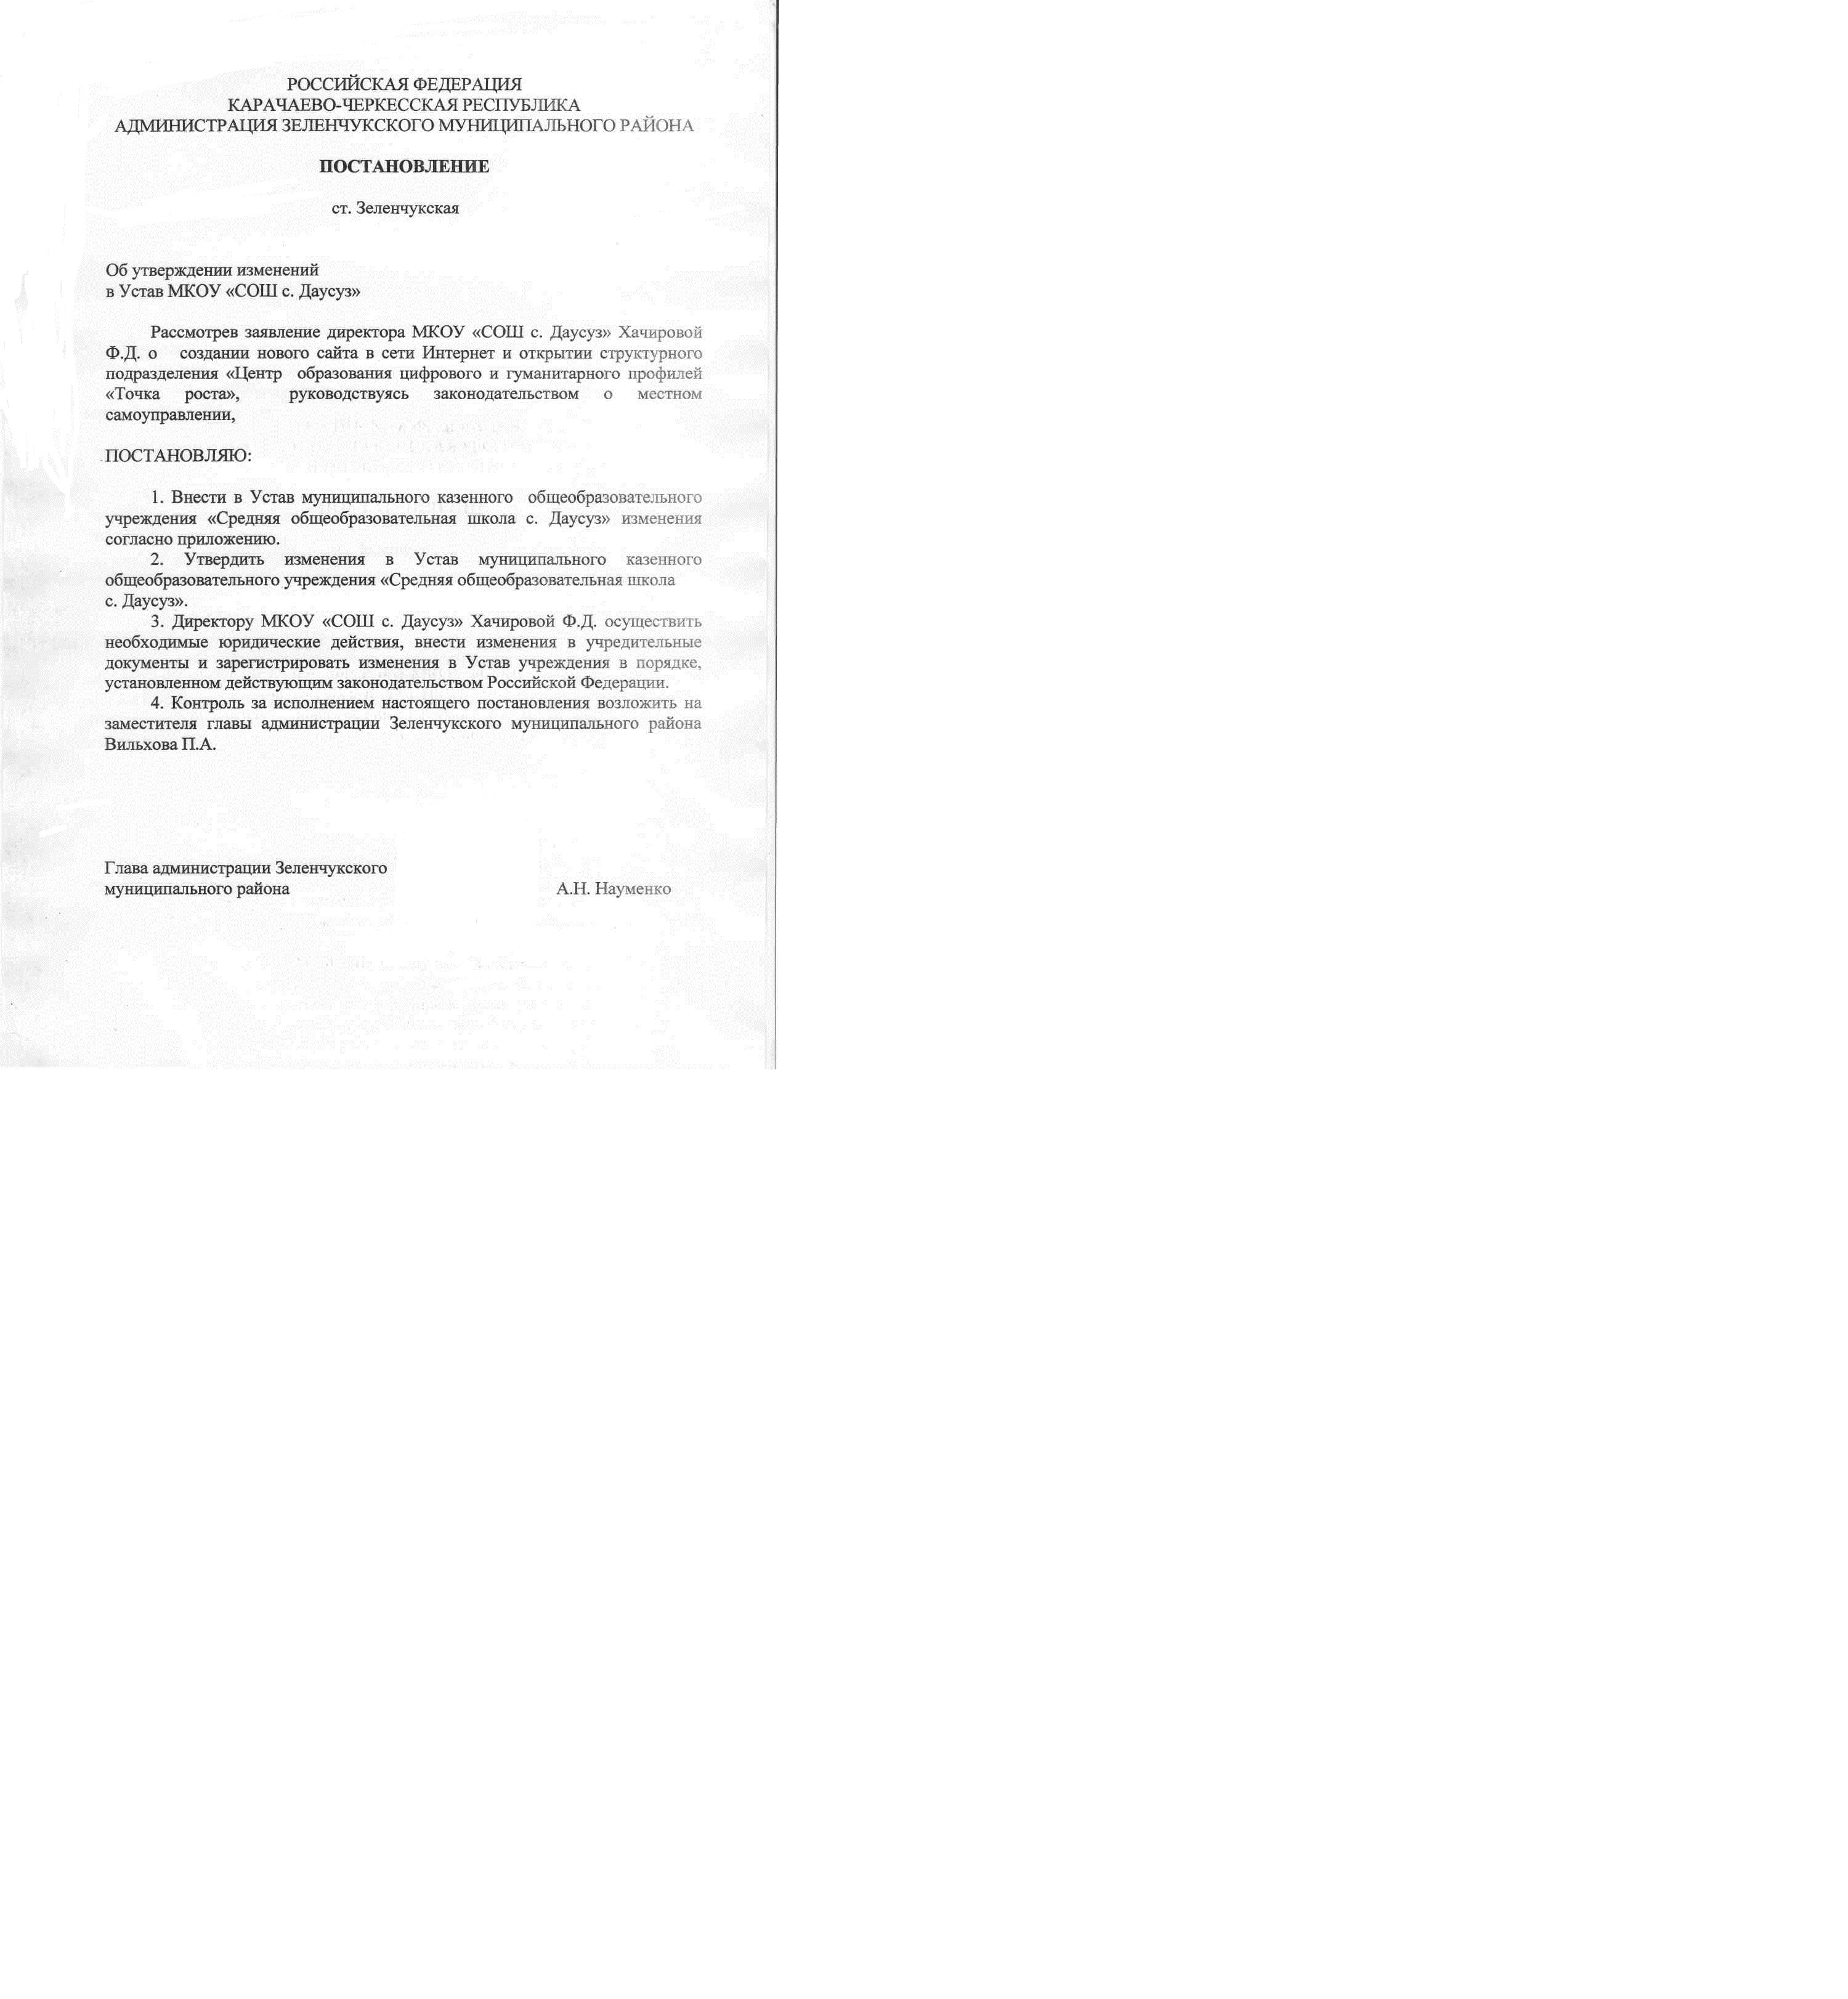 РОССИЙСКАЯ ФЕДЕРАЦИЯ
КАРАЧАЕВО-ЧЕРКЕССКАЯ РЕСПУБЛИКА
АДМИНИСТРАЦИЯ ЗЕЛЕНЧУКСКОГО МУНИЦИПАЛЬНОГО РАЙОНА
ПОСТАНОВЛЕНИЕ
ст. Зеленчукская
Об утверждении изменений
в Устав МКОУ «СОШ с. Даусуз»
Рассмотрев заявление директора МКОУ «СОШ с. Даусуз» Хачировой
Ф.Д. о создании нового сайта в сети Интернет и открытии структурного
подразделения «Центр образования цифрового и гуманитарного профилей
«Точка роста», руководствуясь законодательством о местном
самоуправлении,
ПОСТАНОВЛЯЮ:
1. Внести в Устав муниципального казенного общеобразовательного
учреждения «Средняя общеобразовательная школа с. Даусуз» изменения
согласно приложению.
2. Утвердить изменения в Устав муниципального казенного
общеобразовательного учреждения «Средняя общеобразовательная школа
с. Даусуз».
3. Директору МКОУ «СОШ с. Даусуз» Хачировой Ф.Д. осуществить
необходимые юридические действия, внести изменения в учредительные
документы и зарегистрировать изменения в Устав учреждения в порядке,
установленном действующим законодательством Российской Федерации.
4. Контроль за исполнением настоящего постановления возложить на
заместителя главы администрации Зеленчукского муниципального района
Вильхова П.А.
Глава администрации Зеленчукского
муниципального района А.Н. Науменко